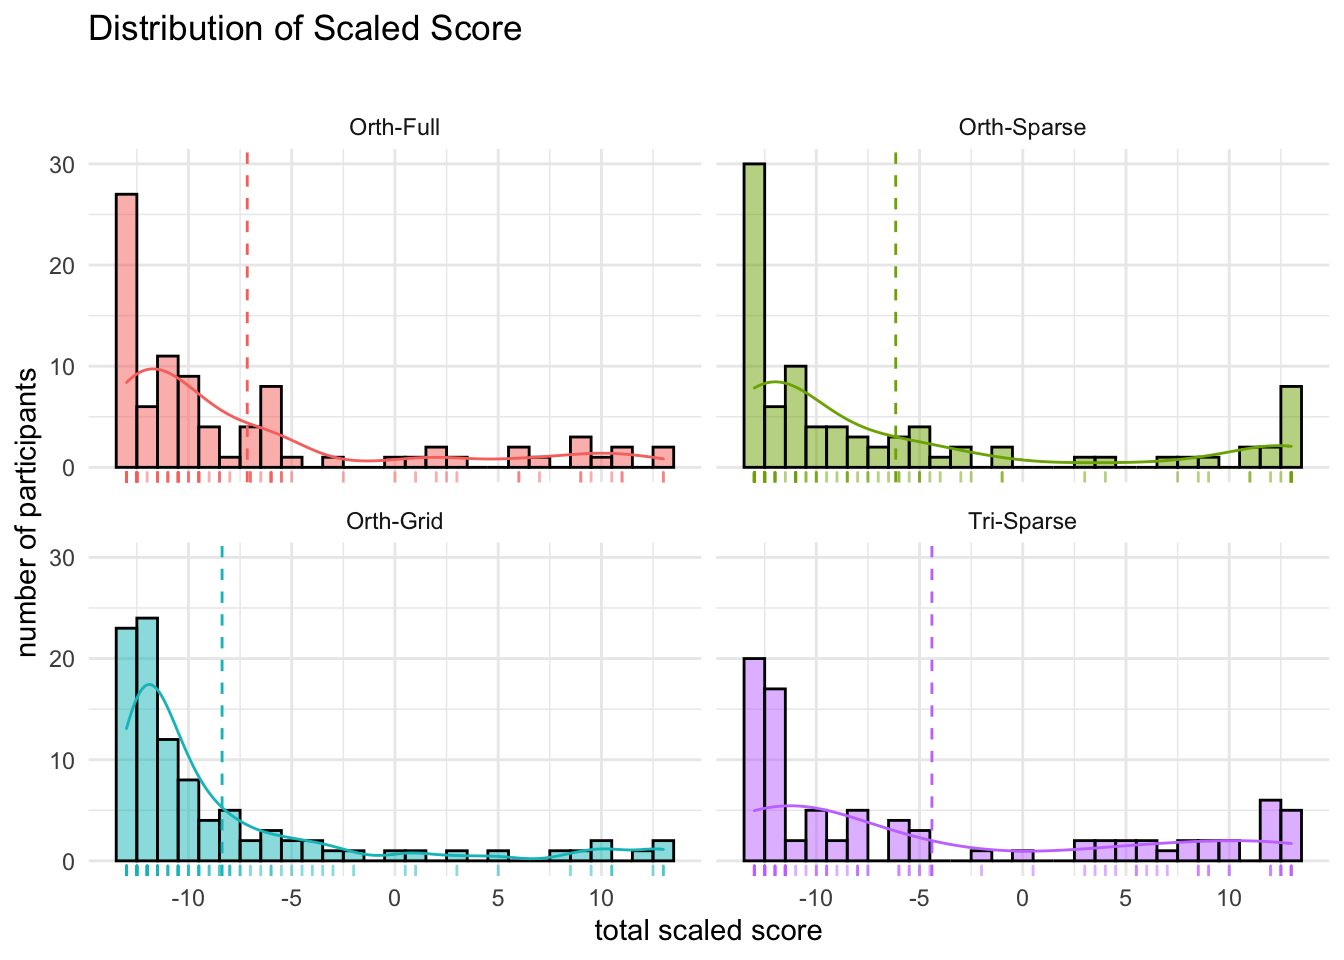 Distribution of Scaled Score
Orth-Full
Orth-Sparse
30
20
10
0
number of participants
Orth-Grid
Tri-Sparse
30
20
10
0
-10 -5 0 5 10 -10 -5 0 5 10
total scaled score